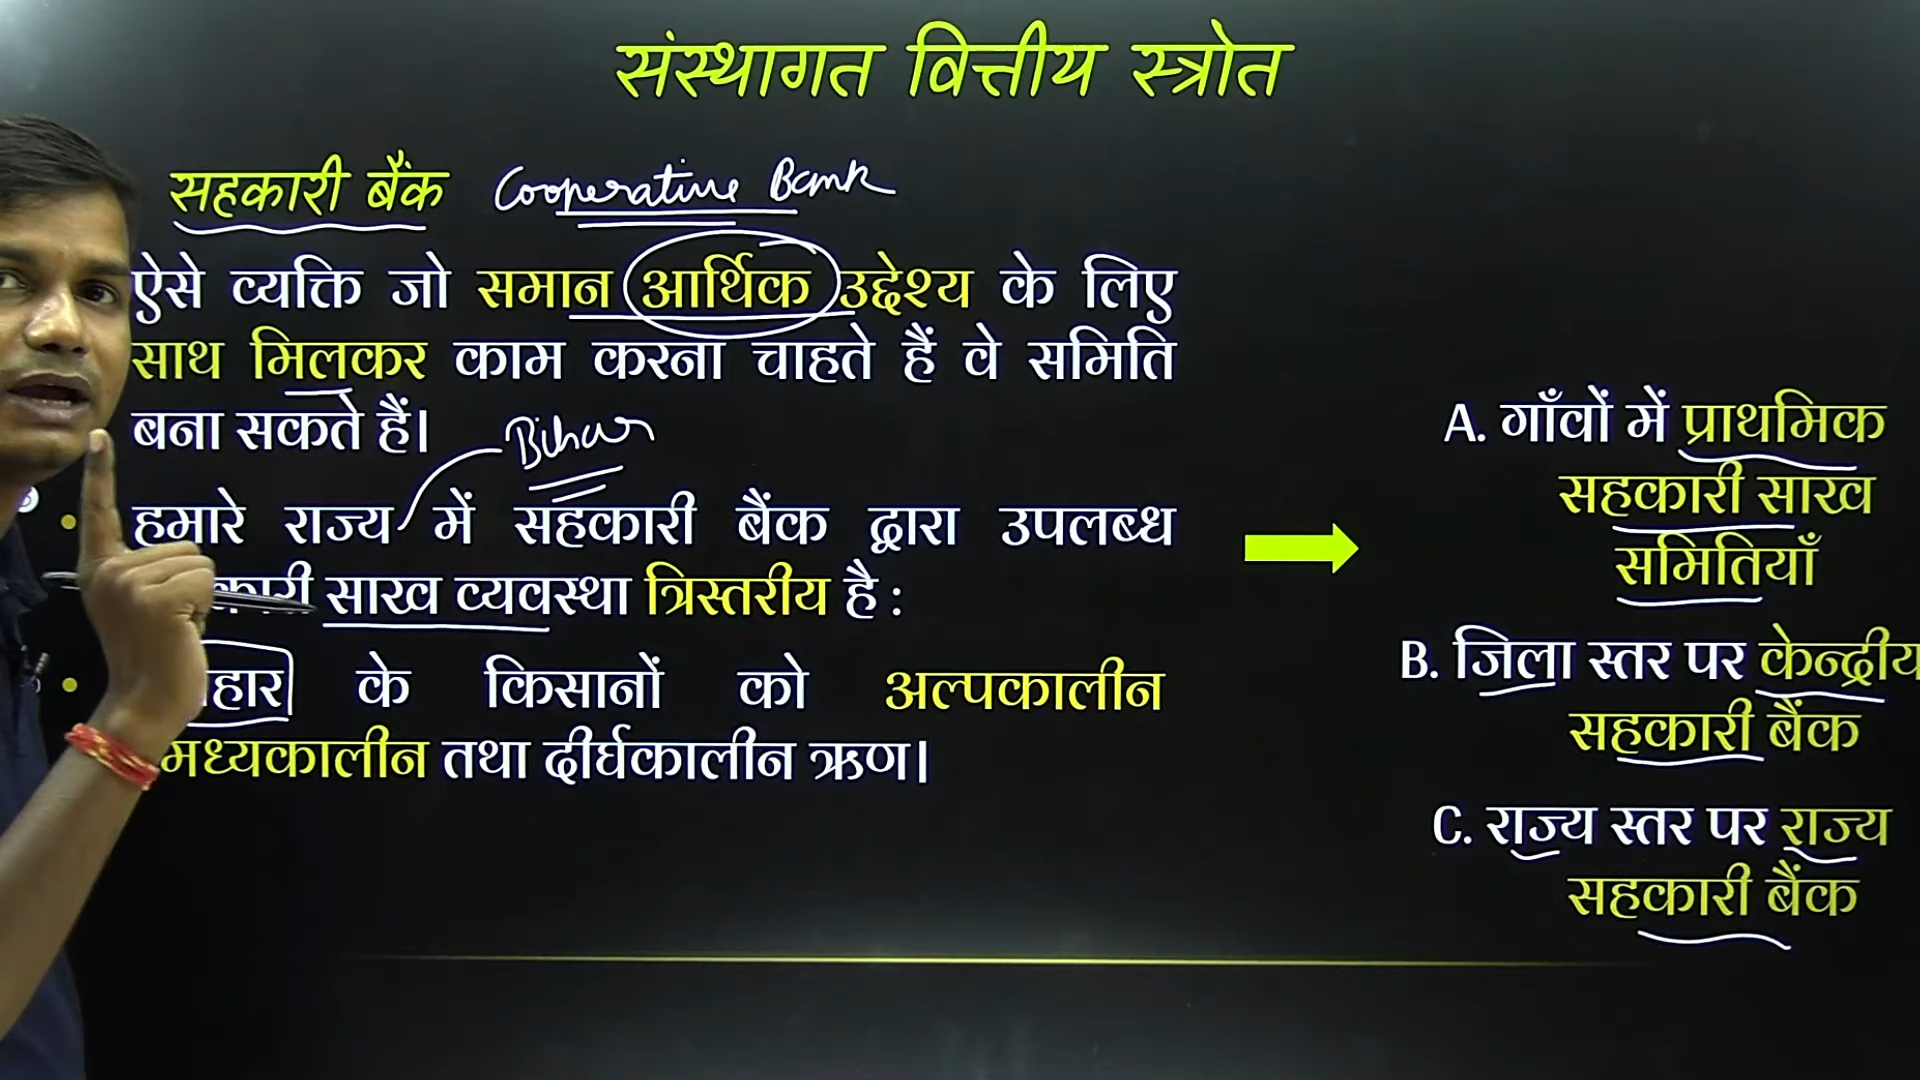 संस्थागत वित्तीय स्त्रोत
सहकारी बैंक Cooperative Bank
ऐसे व्यक्ति जो समान आर्थिक उद्देश्य के लिए
साथ मिलकर काम करना चाहते हैं वे समिति
बना सकते हैं।
Bihar
हमारे राज्य में सहकारी बैंक द्वारा उपलब्ध
साख व्यवस्था त्रिस्तरीय है :
के किसानों को अल्पकालीन
मध्यकालीन तथा दीर्घकालीन ऋण।
A. गाँवों में प्राथमिक
सहकारी साख
समितियाँ
B. जिला स्तर पर केन्द्रीय
सहकारी बैंक
C. राज्य स्तर पर राज्य
सहकारी बैंक